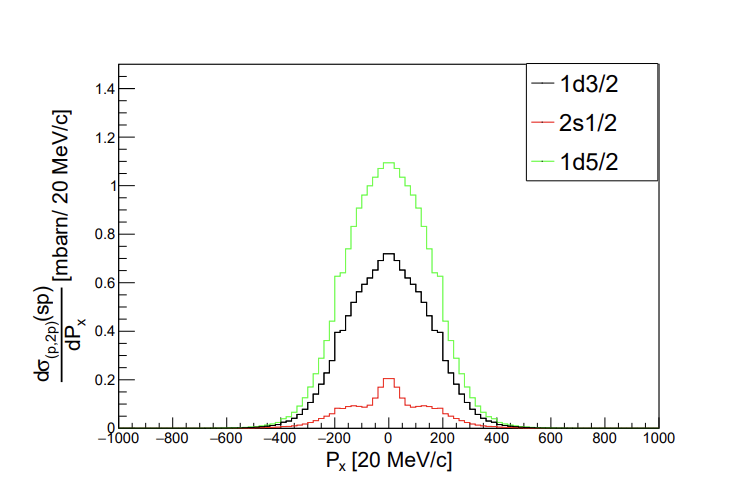 1d3/2
2s1/2
1d5/2
dσ(p,2p)(sp)
dPx
[mbarn/ 20 MeV/c]
1.4
1.2
1
0.8
0.6
0.4
0.2
0
−1000 −800 −600 −400 −200 0 200 400 600 800 1000
Px [20 MeV/c]